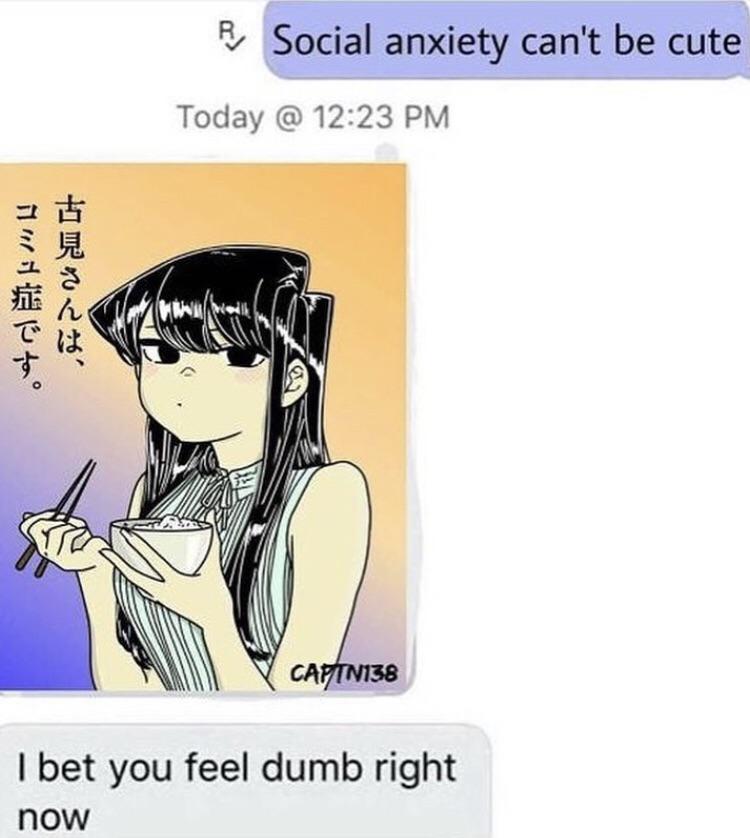 R
Social anxiety can't be cute
Today @ 12:23 PM
古見さんは、
コミュ症です。
CAPTN138
I bet you feel dumb right
now